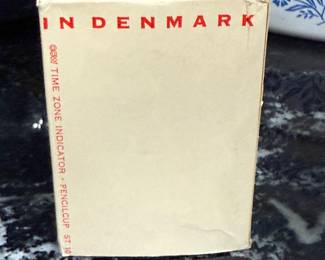 IN DENMARK
TIME ZONE INDICATOR - PENCILCUP